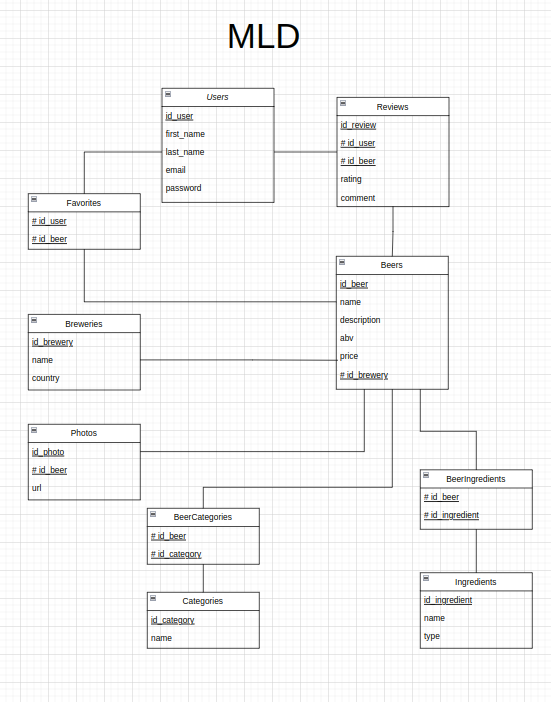 MLD
Users
id_user
first_name
last_name
email
password
Reviews
id_review
# id_user
# id_beer
rating
comment
Favorites
# id_user
# id_beer
Beers
id_beer
name
description
abv
price
# id_brewery
Breweries
id_brewery
name
country
Photos
id_photo
# id_beer
url
BeerCategories
# id_beer
# id_category
Categories
id_category
name
BeerIngredients
# id_beer
# id_ingredient
Ingredients
id_ingredient
name
type